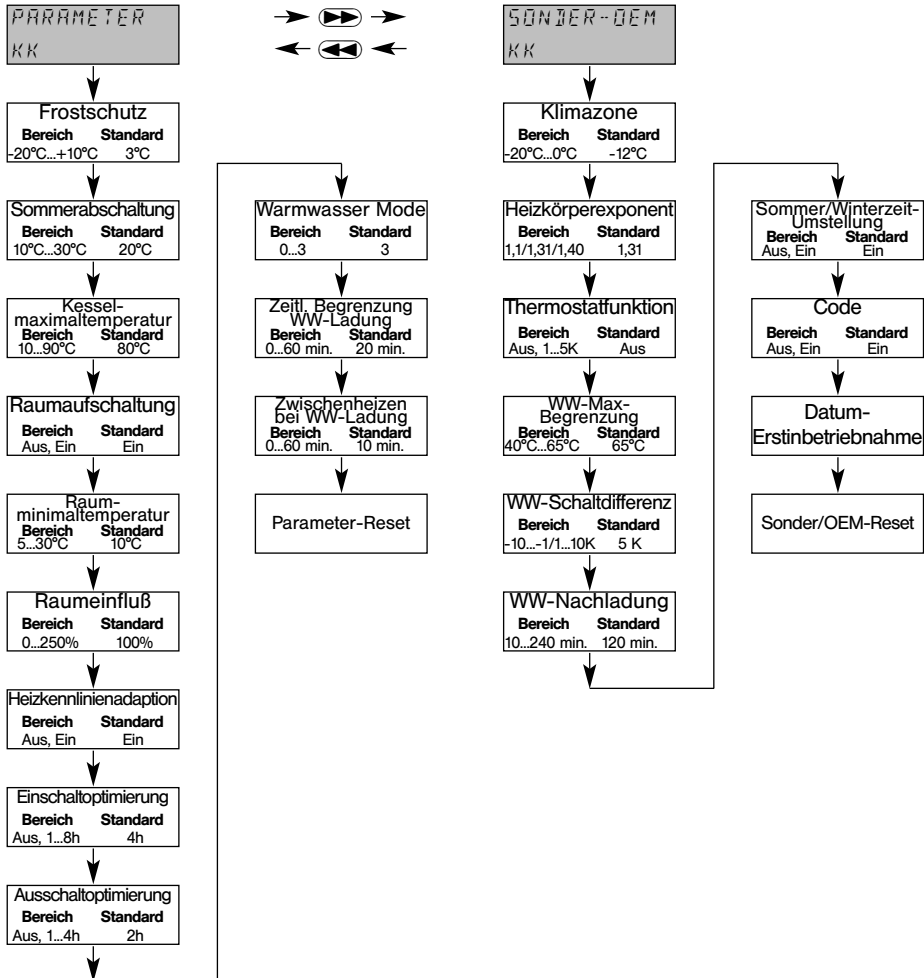 PARAMETER
KK
Frostschutz
Bereich Standard
-20°C...+10°C 3°C
Sommerabschaltung
Bereich Standard
10°C...30°C 20°C
Kessel-
maximaltemperatur
Bereich Standard
10...90°C 80°C
Raumaufschaltung
Bereich Standard
Aus, Ein Ein
Raum-
minimaltemperatur
Bereich Standard
5...30°C 10°C
Raumeinfluß
Bereich Standard
0...250% 100%
Heizkennlinienadaption
Bereich Standard
Aus, Ein Ein
Einschaltoptimierung
Bereich Standard
Aus, 1...8h 4h
Ausschaltoptimierung
Bereich Standard
Aus, 1...4h 2h
Warmwasser Mode
Bereich Standard
0...3 3
Zeitl. Begrenzung
WW-Ladung
Bereich Standard
0...60 min. 20 min.
Zwischenheizen
bei WW-Ladung
Bereich Standard
0...60 min. 10 min.
Parameter-Reset
SONDER--OEM
KK
Klimazone
Bereich Standard
-20°C...0°C -12°C
Heizkörperexponent
Bereich Standard
1,1/1,31/1,40 1,31
Thermostatfunktion
Bereich Standard
Aus, 1...5K Aus
WW-Max-
Begrenzung
Bereich Standard
40°C...65°C 65°C
WW-Schaltdifferenz
Bereich Standard
-10...-1/1...10K 5 K
WW-Nachladung
Bereich Standard
10...240 min. 120 min.
Sommer/Winterzeit-
Umstellung
Bereich Standard
Aus, Ein Ein
Code
Bereich Standard
Aus, Ein Ein
Datum-
Erstinbetriebnahme
Sonder/OEM-Reset